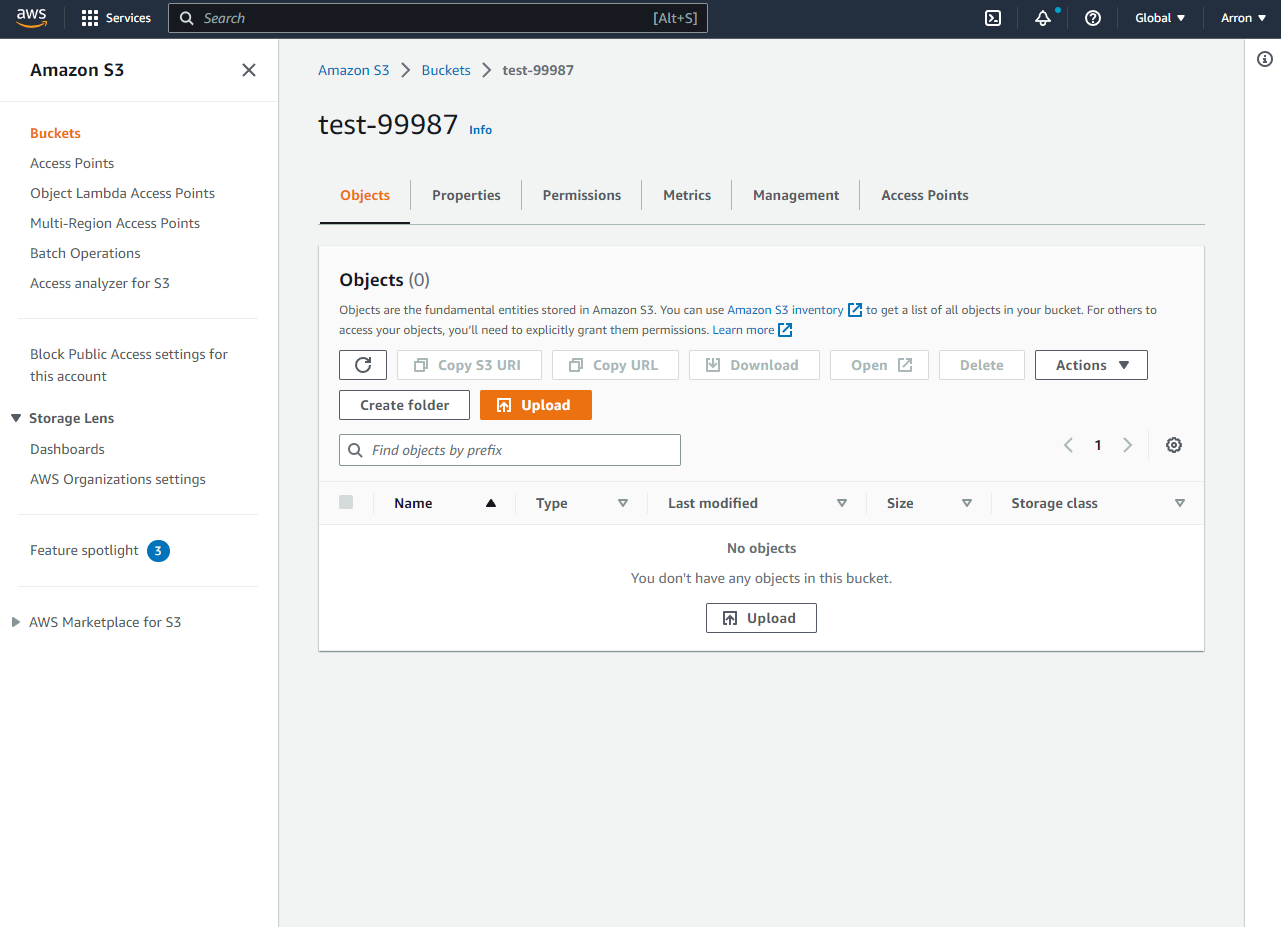 aws
Services
Search
[Alt+S]
Global
Arron
Amazon S3
Buckets
Access Points
Object Lambda Access Points
Multi-Region Access Points
Batch Operations
Access analyzer for S3
Block Public Access settings for
this account
Storage Lens
Dashboards
AWS Organizations settings
Feature spotlight 3
AWS Marketplace for S3
Amazon S3
Buckets
test-99987
test-99987 Info
Objects
Properties
Permissions
Metrics
Management
Access Points
Objects (0)
Objects are the fundamental entities stored in Amazon S3. You can use Amazon S3 inventory to get a list of all objects in your bucket. For others to
access your objects, you'll need to explicitly grant them permissions. Learn more
Copy S3 URI
Copy URL
Download
Open
Delete
Actions
Create folder
Upload
Find objects by prefix
1
Name
Type
Last modified
Size
Storage class
No objects
You don't have any objects in this bucket.
Upload